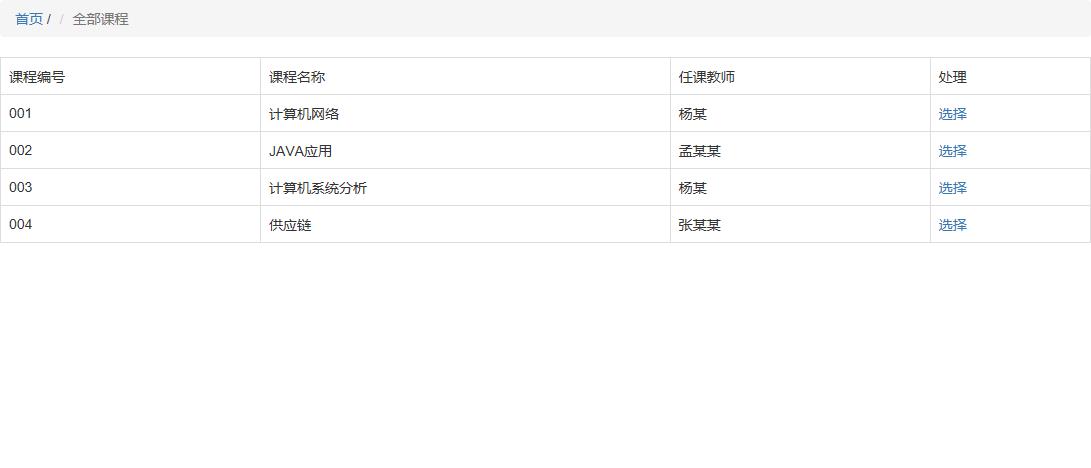 首页 / / 全部课程
课程编号 课程名称 任课教师 处理
001 计算机网络 杨某 选择
002 JAVA应用 孟某某 选择
003 计算机系统分析 杨某 选择
004 供应链 张某某 选择